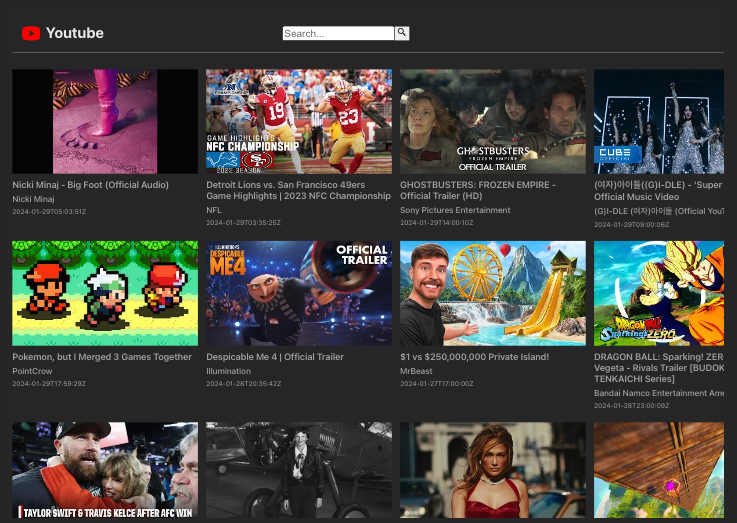 Youtube
Search...
GAME HIGHLIGHTS
NFC CHAMPIONSHIP
2023 SEASON
GHOSTBUSTERS
FROZEN EMPIRE
OFFICIAL TRAILER
CUBE
OFFICIAL
Nicki Minaj - Big Foot (Official Audio)
Nicki Minaj
2024-01-29T05:03:51Z
Detroit Lions vs. San Francisco 49ers
Game Highlights | 2023 NFC Championship
NFL
2024-01-29T03:35:25Z
GHOSTBUSTERS: FROZEN EMPIRE -
Official Trailer (HD)
Sony Pictures Entertainment
2024-01-29T14:00:10Z
(여자)아이들((G)I-DLE) - 'Super
Official Music Video
(G)I-DLE (여자)아이들 (Official YouT
2024-01-29T09:00:06Z
ILLUMINATION'S
DESPICABLE
ME4
OFFICIAL
TRAILER
DRAGON BALL
Sparking! ZERO
Pokemon, but I Merged 3 Games Together
PointCrow
2024-01-29T17:59:29Z
Despicable Me 4 | Official Trailer
Illumination
2024-01-28T20:35:42Z
$1 vs $250,000,000 Private Island!
MrBeast
2024-01-27T17:00:00Z
DRAGON BALL: Sparking! ZER
Vegeta - Rivals Trailer [BUDOK
TENKAICHI Series]
Bandai Namco Entertainment Ame
2024-01-28T23:00:09Z
TAYLOR SWIFT & TRAVIS KELCE AFTER AFC WIN